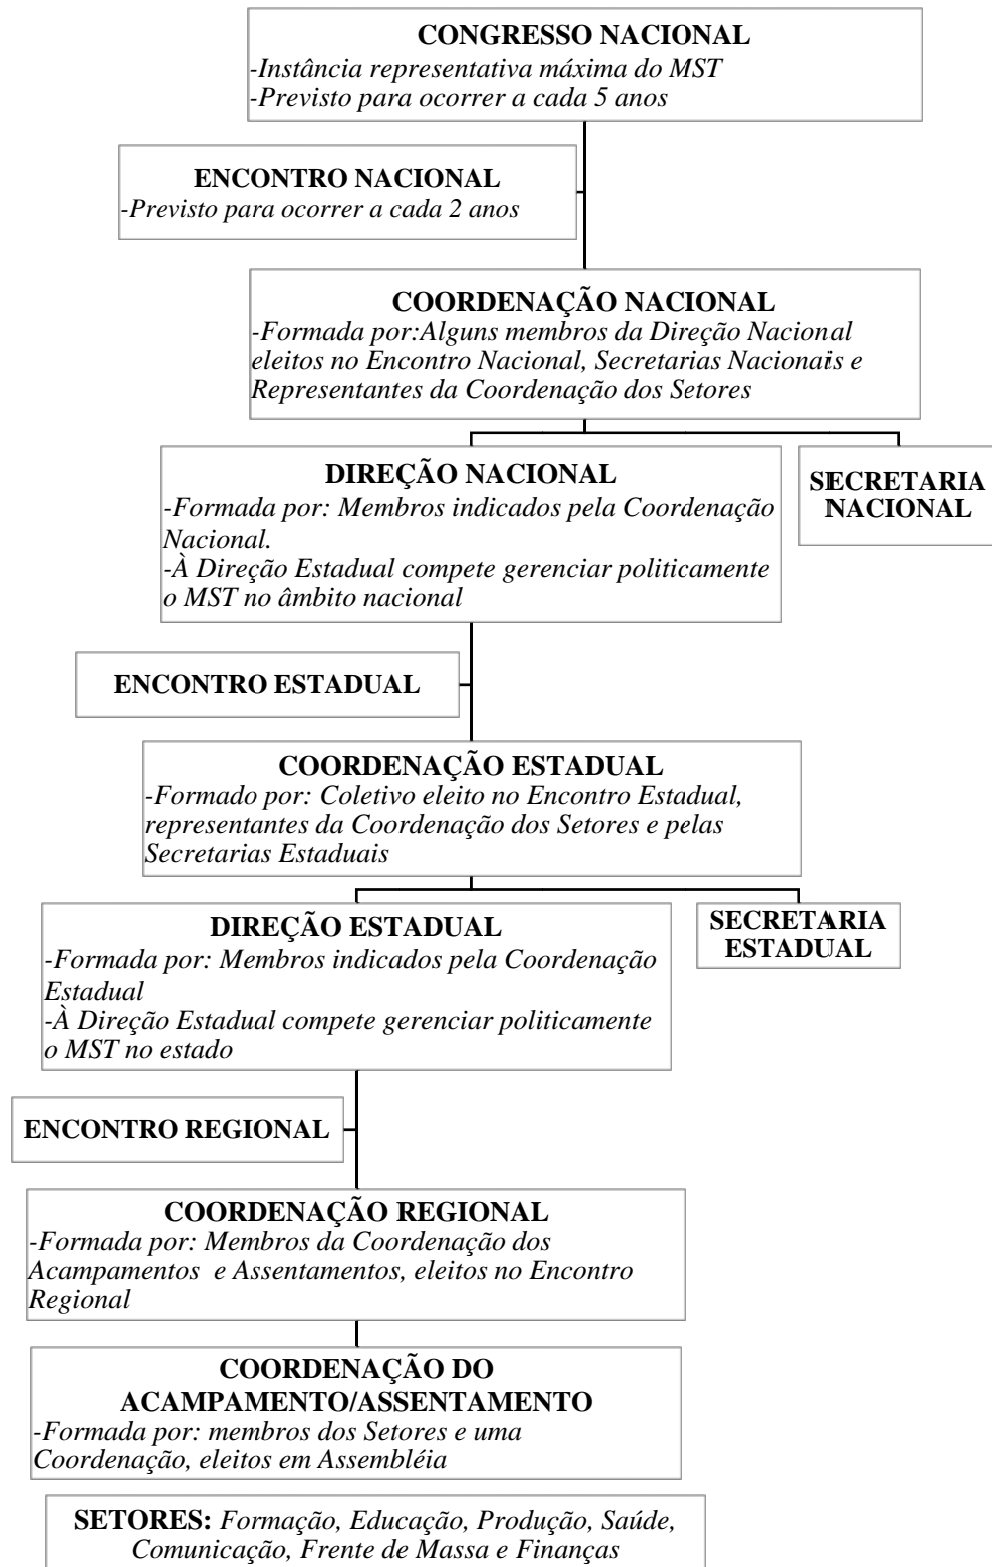 CONGRESSO NACIONAL
-Instância representativa máxima do MST
-Previsto para ocorrer a cada 5 anos
ENCONTRO NACIONAL
-Previsto para ocorrer a cada 2 anos
COORDENAÇÃO NACIONAL
-Formada por:Alguns membros da Direção Nacional
eleitos no Encontro Nacional, Secretarias Nacionais e
Representantes da Coordenação dos Setores
DIREÇÃO NACIONAL
-Formada por: Membros indicados pela Coordenação
Nacional.
-À Direção Estadual compete gerenciar politicamente
o MST no âmbito nacional
SECRETARIA
NACIONAL
ENCONTRO ESTADUAL
COORDENAÇÃO ESTADUAL
-Formado por: Coletivo eleito no Encontro Estadual,
representantes da Coordenação dos Setores e pelas
Secretarias Estaduais
DIREÇÃO ESTADUAL
-Formada por: Membros indicados pela Coordenação
Estadual
-À Direção Estadual compete gerenciar politicamente
o MST no estado
SECRETARIA
ESTADUAL
ENCONTRO REGIONAL
COORDENAÇÃO REGIONAL
-Formada por: Membros da Coordenação dos
Acampamentos e Assentamentos, eleitos no Encontro
Regional
COORDENAÇÃO DO
ACAMPAMENTO/ASSENTAMENTO
-Formada por: membros dos Setores e uma
Coordenação, eleitos em Assembléia
SETORES: Formação, Educação, Produção, Saúde,
Comunicação, Frente de Massa e Finanças